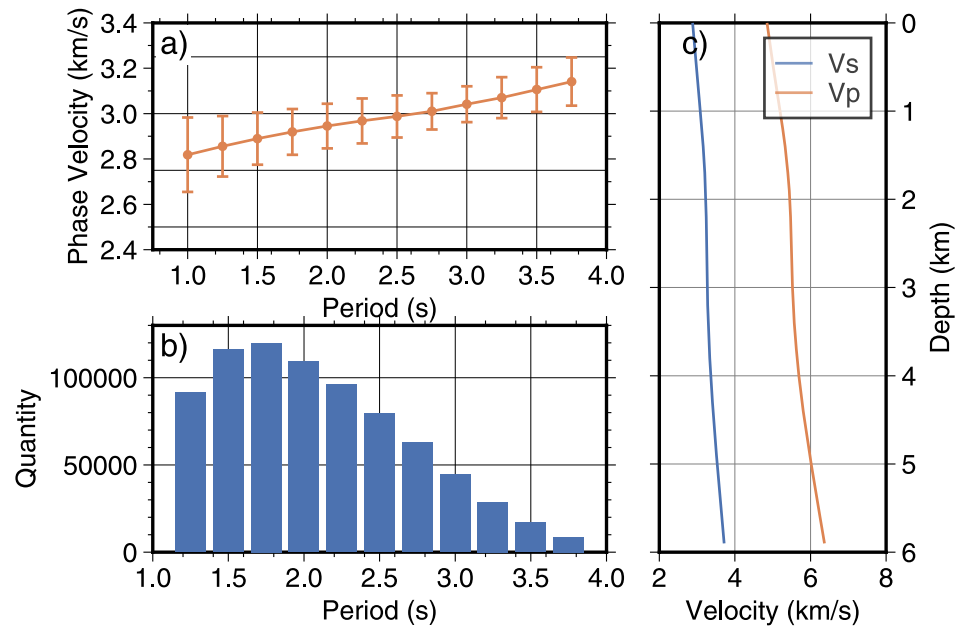 a)
Phase Velocity (km/s)
3.4
3.2
3.0
2.8
2.6
2.4
1.0 1.5 2.0 2.5 3.0 3.5 4.0
Period (s)
b)
Quantity
100000
50000
0
1.0 1.5 2.0 2.5 3.0 3.5 4.0
Period (s)
c)
Vs
Vp
0
1
2
3
4
5
6
Depth (km)
2 4 6 8
Velocity (km/s)